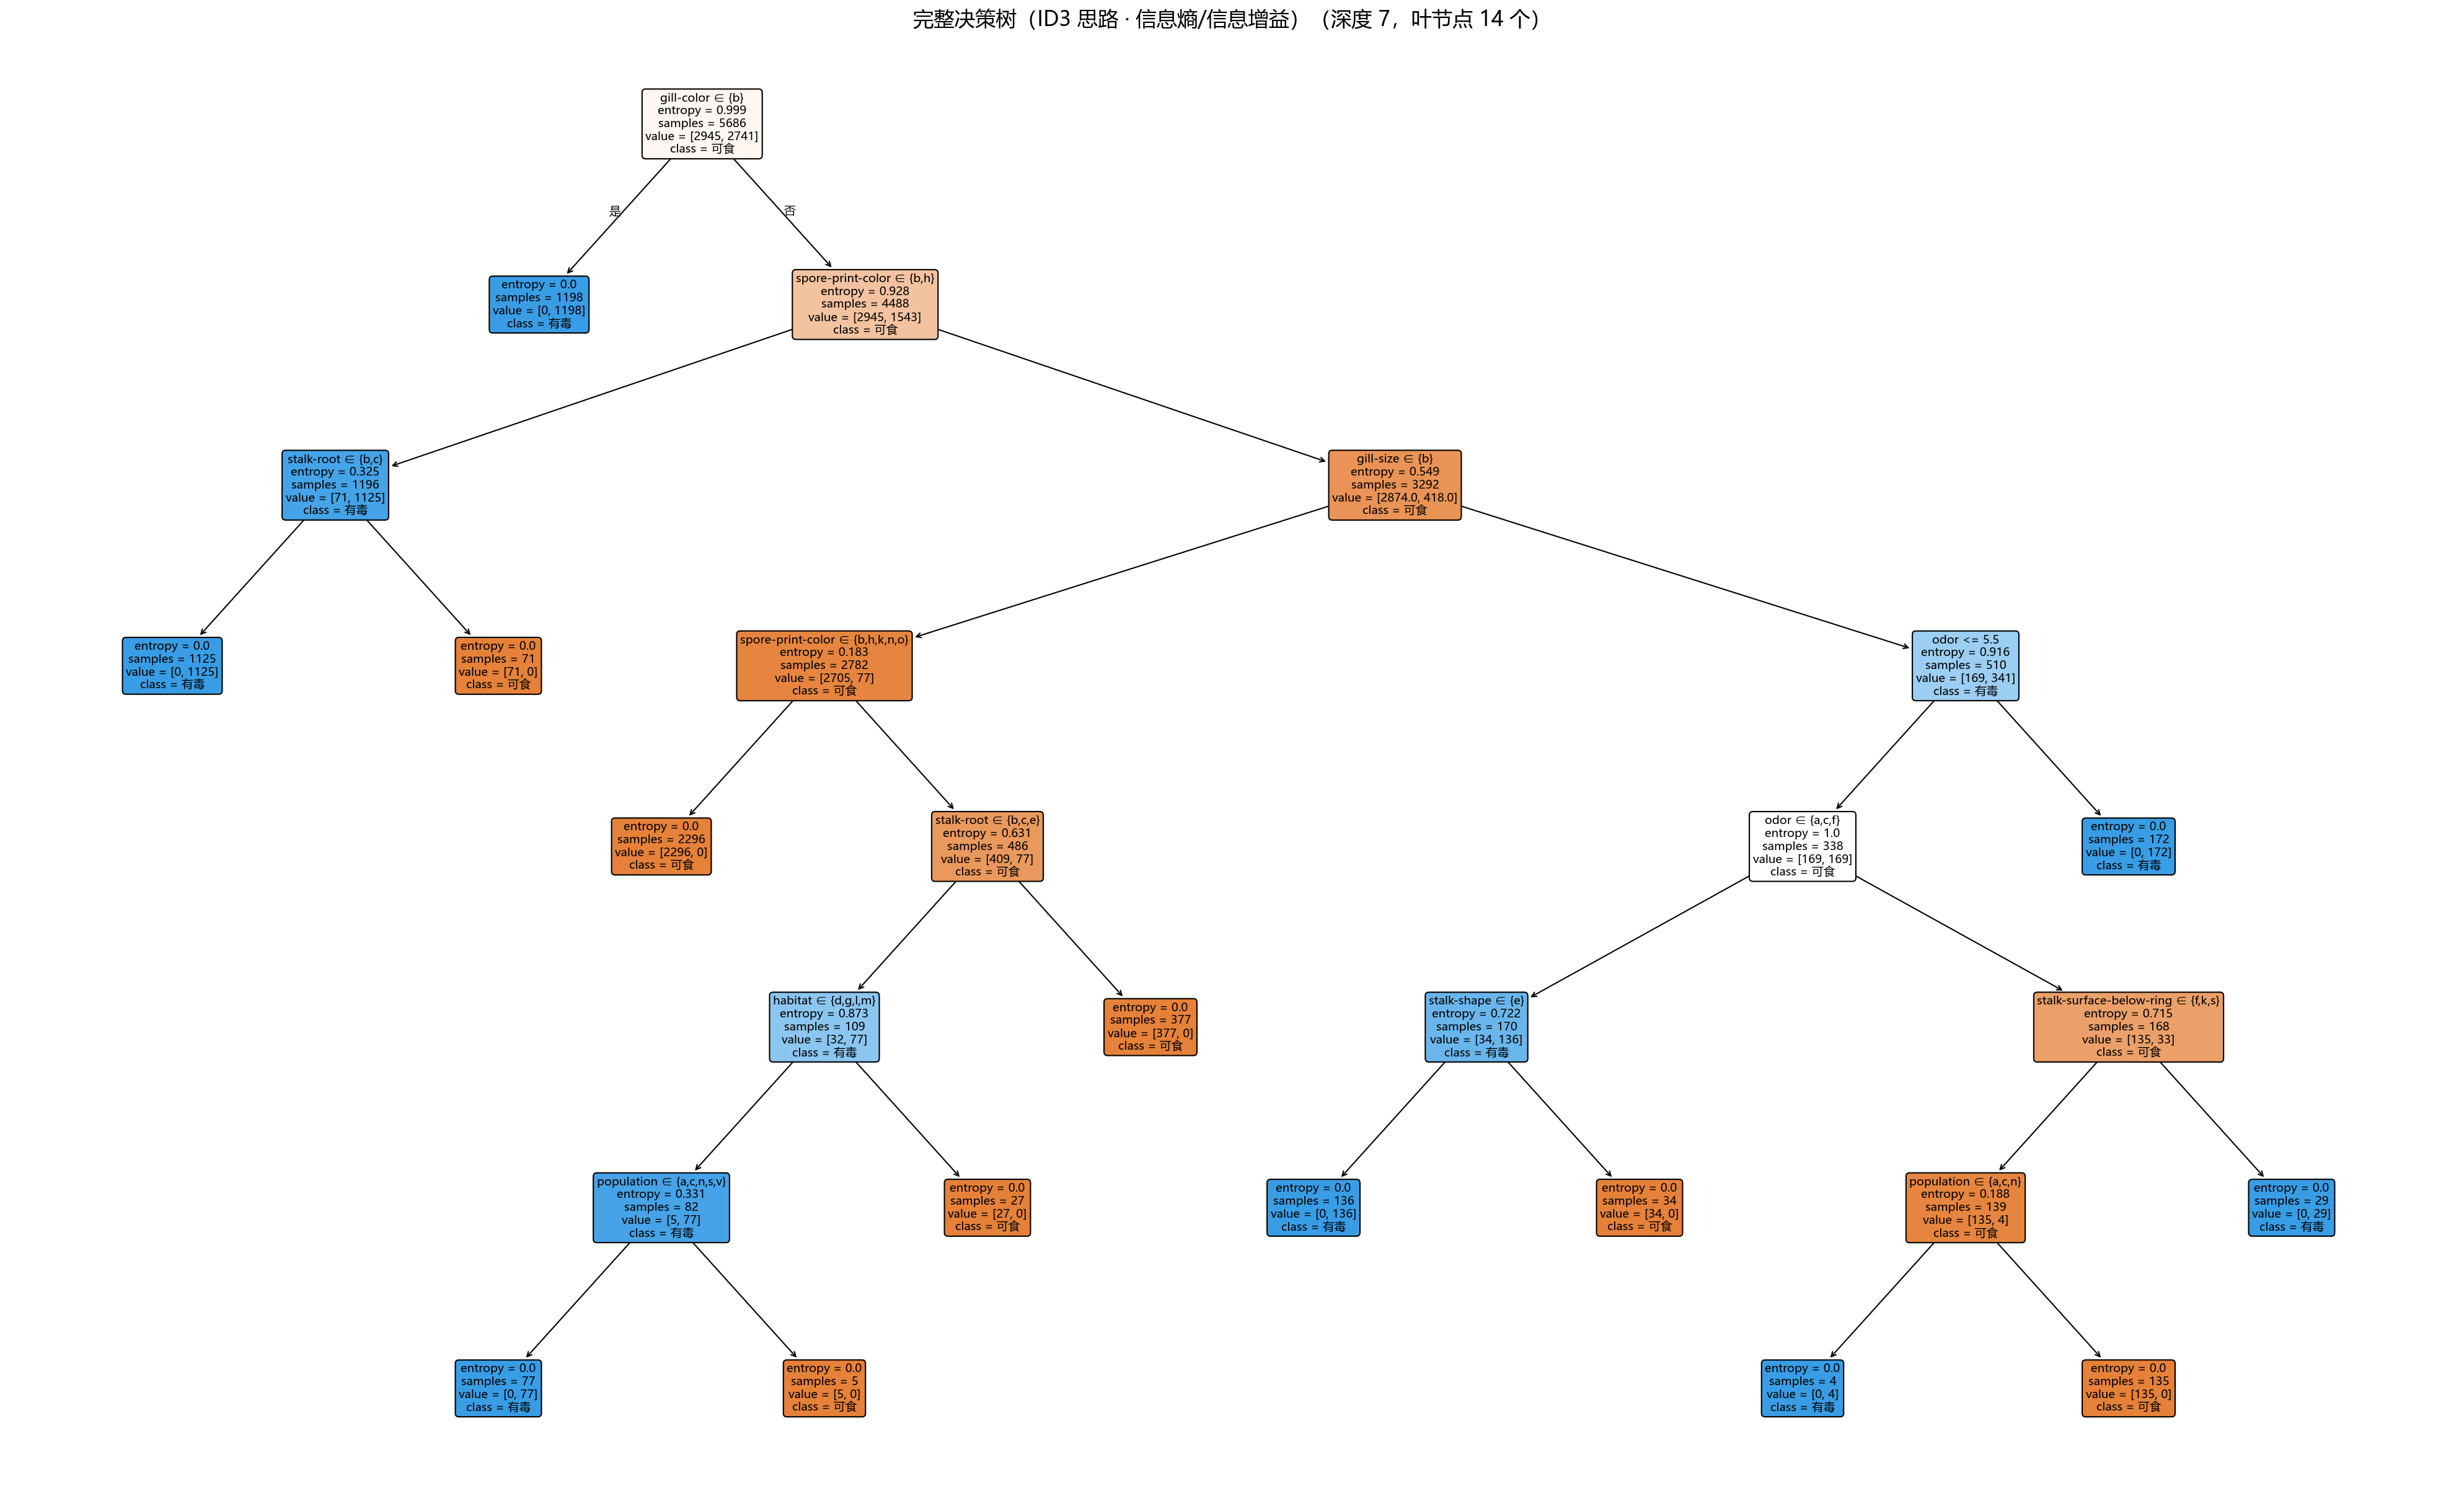 完整决策树（ID3 思路 · 信息熵/信息增益）（深度 7，叶节点 14 个）
gill-color ∈ {b}
entropy = 0.999
samples = 5686
value = [2945, 2741]
class = 可食
是
否
entropy = 0.0
samples = 1198
value = [0, 1198]
class = 有毒
spore-print-color ∈ {b,h}
entropy = 0.928
samples = 4488
value = [2945, 1543]
class = 可食
stalk-root ∈ {b,c}
entropy = 0.325
samples = 1196
value = [71, 1125]
class = 有毒
gill-size ∈ {b}
entropy = 0.549
samples = 3292
value = [2874.0, 418.0]
class = 可食
entropy = 0.0
samples = 1125
value = [0, 1125]
class = 有毒
entropy = 0.0
samples = 71
value = [71, 0]
class = 可食
spore-print-color ∈ {b,h,k,n,o}
entropy = 0.183
samples = 2782
value = [2705, 77]
class = 可食
odor <= 5.5
entropy = 0.916
samples = 510
value = [169, 341]
class = 有毒
entropy = 0.0
samples = 2296
value = [2296, 0]
class = 可食
stalk-root ∈ {b,c,e}
entropy = 0.631
samples = 486
value = [409, 77]
class = 可食
odor ∈ {a,c,f}
entropy = 1.0
samples = 338
value = [169, 169]
class = 可食
entropy = 0.0
samples = 172
value = [0, 172]
class = 有毒
habitat ∈ {d,g,l,m}
entropy = 0.873
samples = 109
value = [32, 77]
class = 有毒
entropy = 0.0
samples = 377
value = [377, 0]
class = 可食
stalk-shape ∈ {e}
entropy = 0.722
samples = 170
value = [34, 136]
class = 有毒
stalk-surface-below-ring ∈ {f,k,s}
entropy = 0.715
samples = 168
value = [135, 33]
class = 可食
population ∈ {a,c,n,s,v}
entropy = 0.331
samples = 82
value = [5, 77]
class = 有毒
entropy = 0.0
samples = 27
value = [27, 0]
class = 可食
entropy = 0.0
samples = 136
value = [0, 136]
class = 有毒
entropy = 0.0
samples = 34
value = [34, 0]
class = 可食
population ∈ {a,c,n}
entropy = 0.188
samples = 139
value = [135, 4]
class = 可食
entropy = 0.0
samples = 29
value = [0, 29]
class = 有毒
entropy = 0.0
samples = 77
value = [0, 77]
class = 有毒
entropy = 0.0
samples = 5
value = [5, 0]
class = 可食
entropy = 0.0
samples = 4
value = [0, 4]
class = 有毒
entropy = 0.0
samples = 135
value = [135, 0]
class = 可食